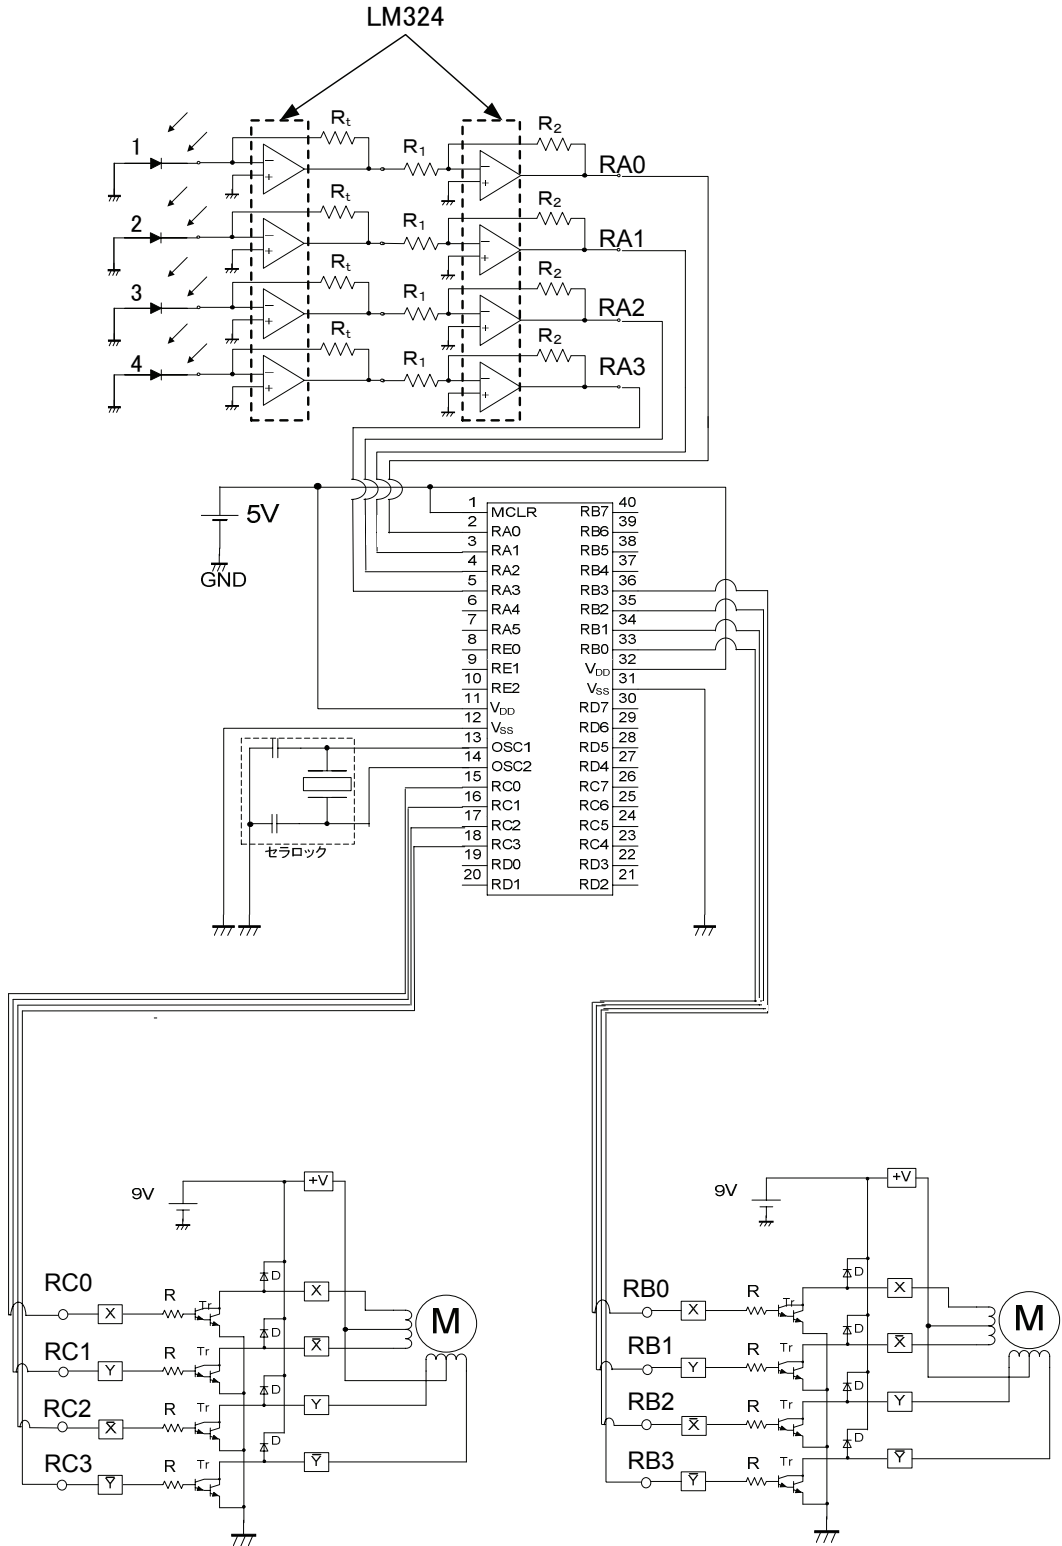 LM324
1 Rt R1 R2 RA0
2 Rt R1 R2 RA1
3 Rt R1 R2 RA2
4 Rt R1 R2 RA3
− + − +
− + − +
− + − +
− + − +
5V
GND
1 MCLR RB7 40
2 RA0 RB6 39
3 RA1 RB5 38
4 RA2 RB4 37
5 RA3 RB3 36
6 RA4 RB2 35
7 RA5 RB1 34
8 RE0 RB0 33
9 RE1 VDD 32
10 RE2 VSS 31
11 VDD RD7 30
12 VSS RD6 29
13 OSC1 RD5 28
14 OSC2 RD4 27
15 RC0 RC7 26
16 RC1 RC6 25
17 RC2 RC5 24
18 RC3 RC4 23
19 RD0 RD3 22
20 RD1 RD2 21
セラロック
9V +V
RC0 X R Tr D X
M
RC1 Y R Tr D X̅
RC2 X̅ R Tr D Y
RC3 Y̅ R Tr D Y̅
9V +V
RB0 X R Tr D X
M
RB1 Y R Tr D X̅
RB2 X̅ R Tr D Y
RB3 Y̅ R Tr D Y̅